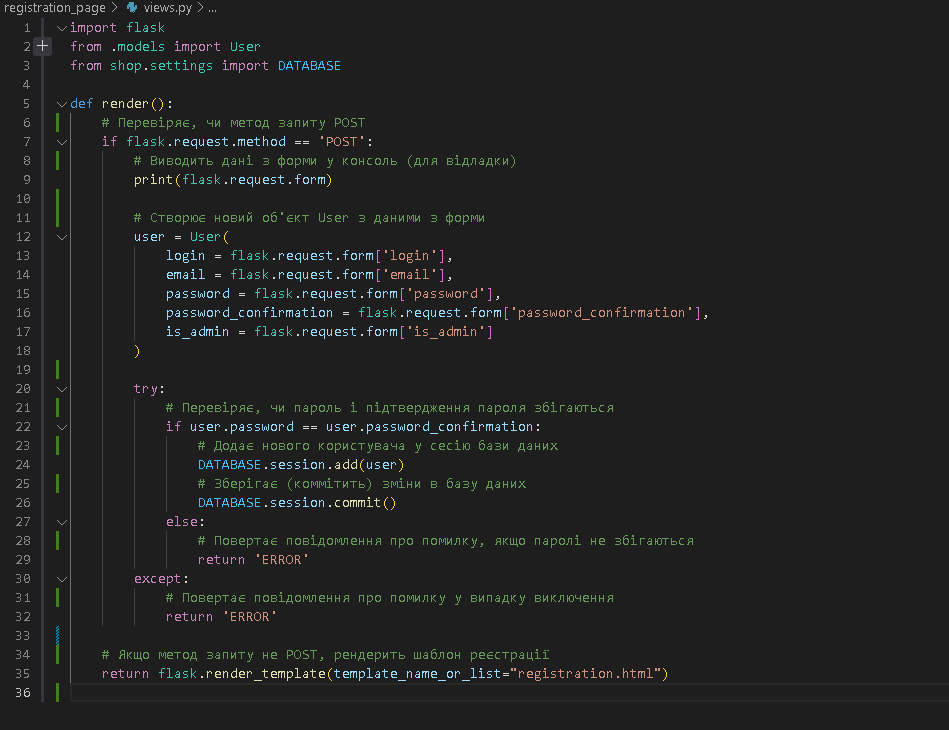 registration_page > views.py > ...
1 import flask
2 from .models import User
3 from shop.settings import DATABASE
4
5 def render():
6 # Перевіряє, чи метод запиту POST
7 if flask.request.method == 'POST':
8 # Виводить дані з форми у консоль (для відладки)
9 print(flask.request.form)
10
11 # Створює новий об'єкт User з даними з форми
12 user = User(
13 login = flask.request.form['login'],
14 email = flask.request.form['email'],
15 password = flask.request.form['password'],
16 password_confirmation = flask.request.form['password_confirmation'],
17 is_admin = flask.request.form['is_admin']
18 )
19
20 try:
21 # Перевіряє, чи пароль і підтвердження пароля збігаються
22 if user.password == user.password_confirmation:
23 # Додає нового користувача у сесію бази даних
24 DATABASE.session.add(user)
25 # Зберігає (коммітить) зміни в базу даних
26 DATABASE.session.commit()
27 else:
28 # Повертає повідомлення про помилку, якщо паролі не збігаються
29 return 'ERROR'
30 except:
31 # Повертає повідомлення про помилку у випадку виключення
32 return 'ERROR'
33
34 # Якщо метод запиту не POST, рендерить шаблон реєстрації
35 return flask.render_template(template_name_or_list="registration.html")
36